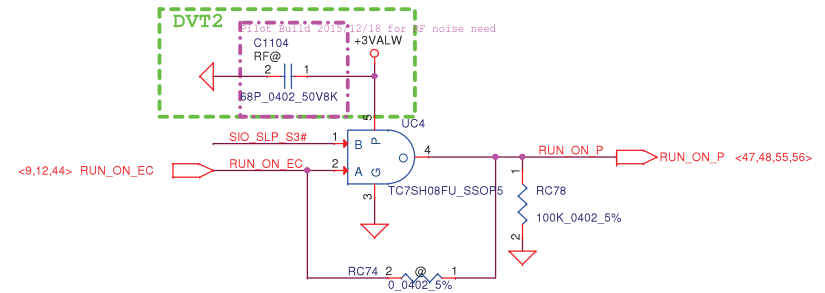 DVT2
Pilot Build 2015/12/18 for RF noise need
C1104
RF@
+3VALW
2
1
68P_0402_50V8K
5
UC4
SIO_SLP_S3#
1
B
P
<9,12,44> RUN_ON_EC
RUN_ON_EC
2
A
G
O
4
RUN_ON_P
RUN_ON_P <47,48,55,56>
TC7SH08FU_SSOP5
3
1
RC78
100K_0402_5%
2
RC74
2
@
1
0_0402_5%